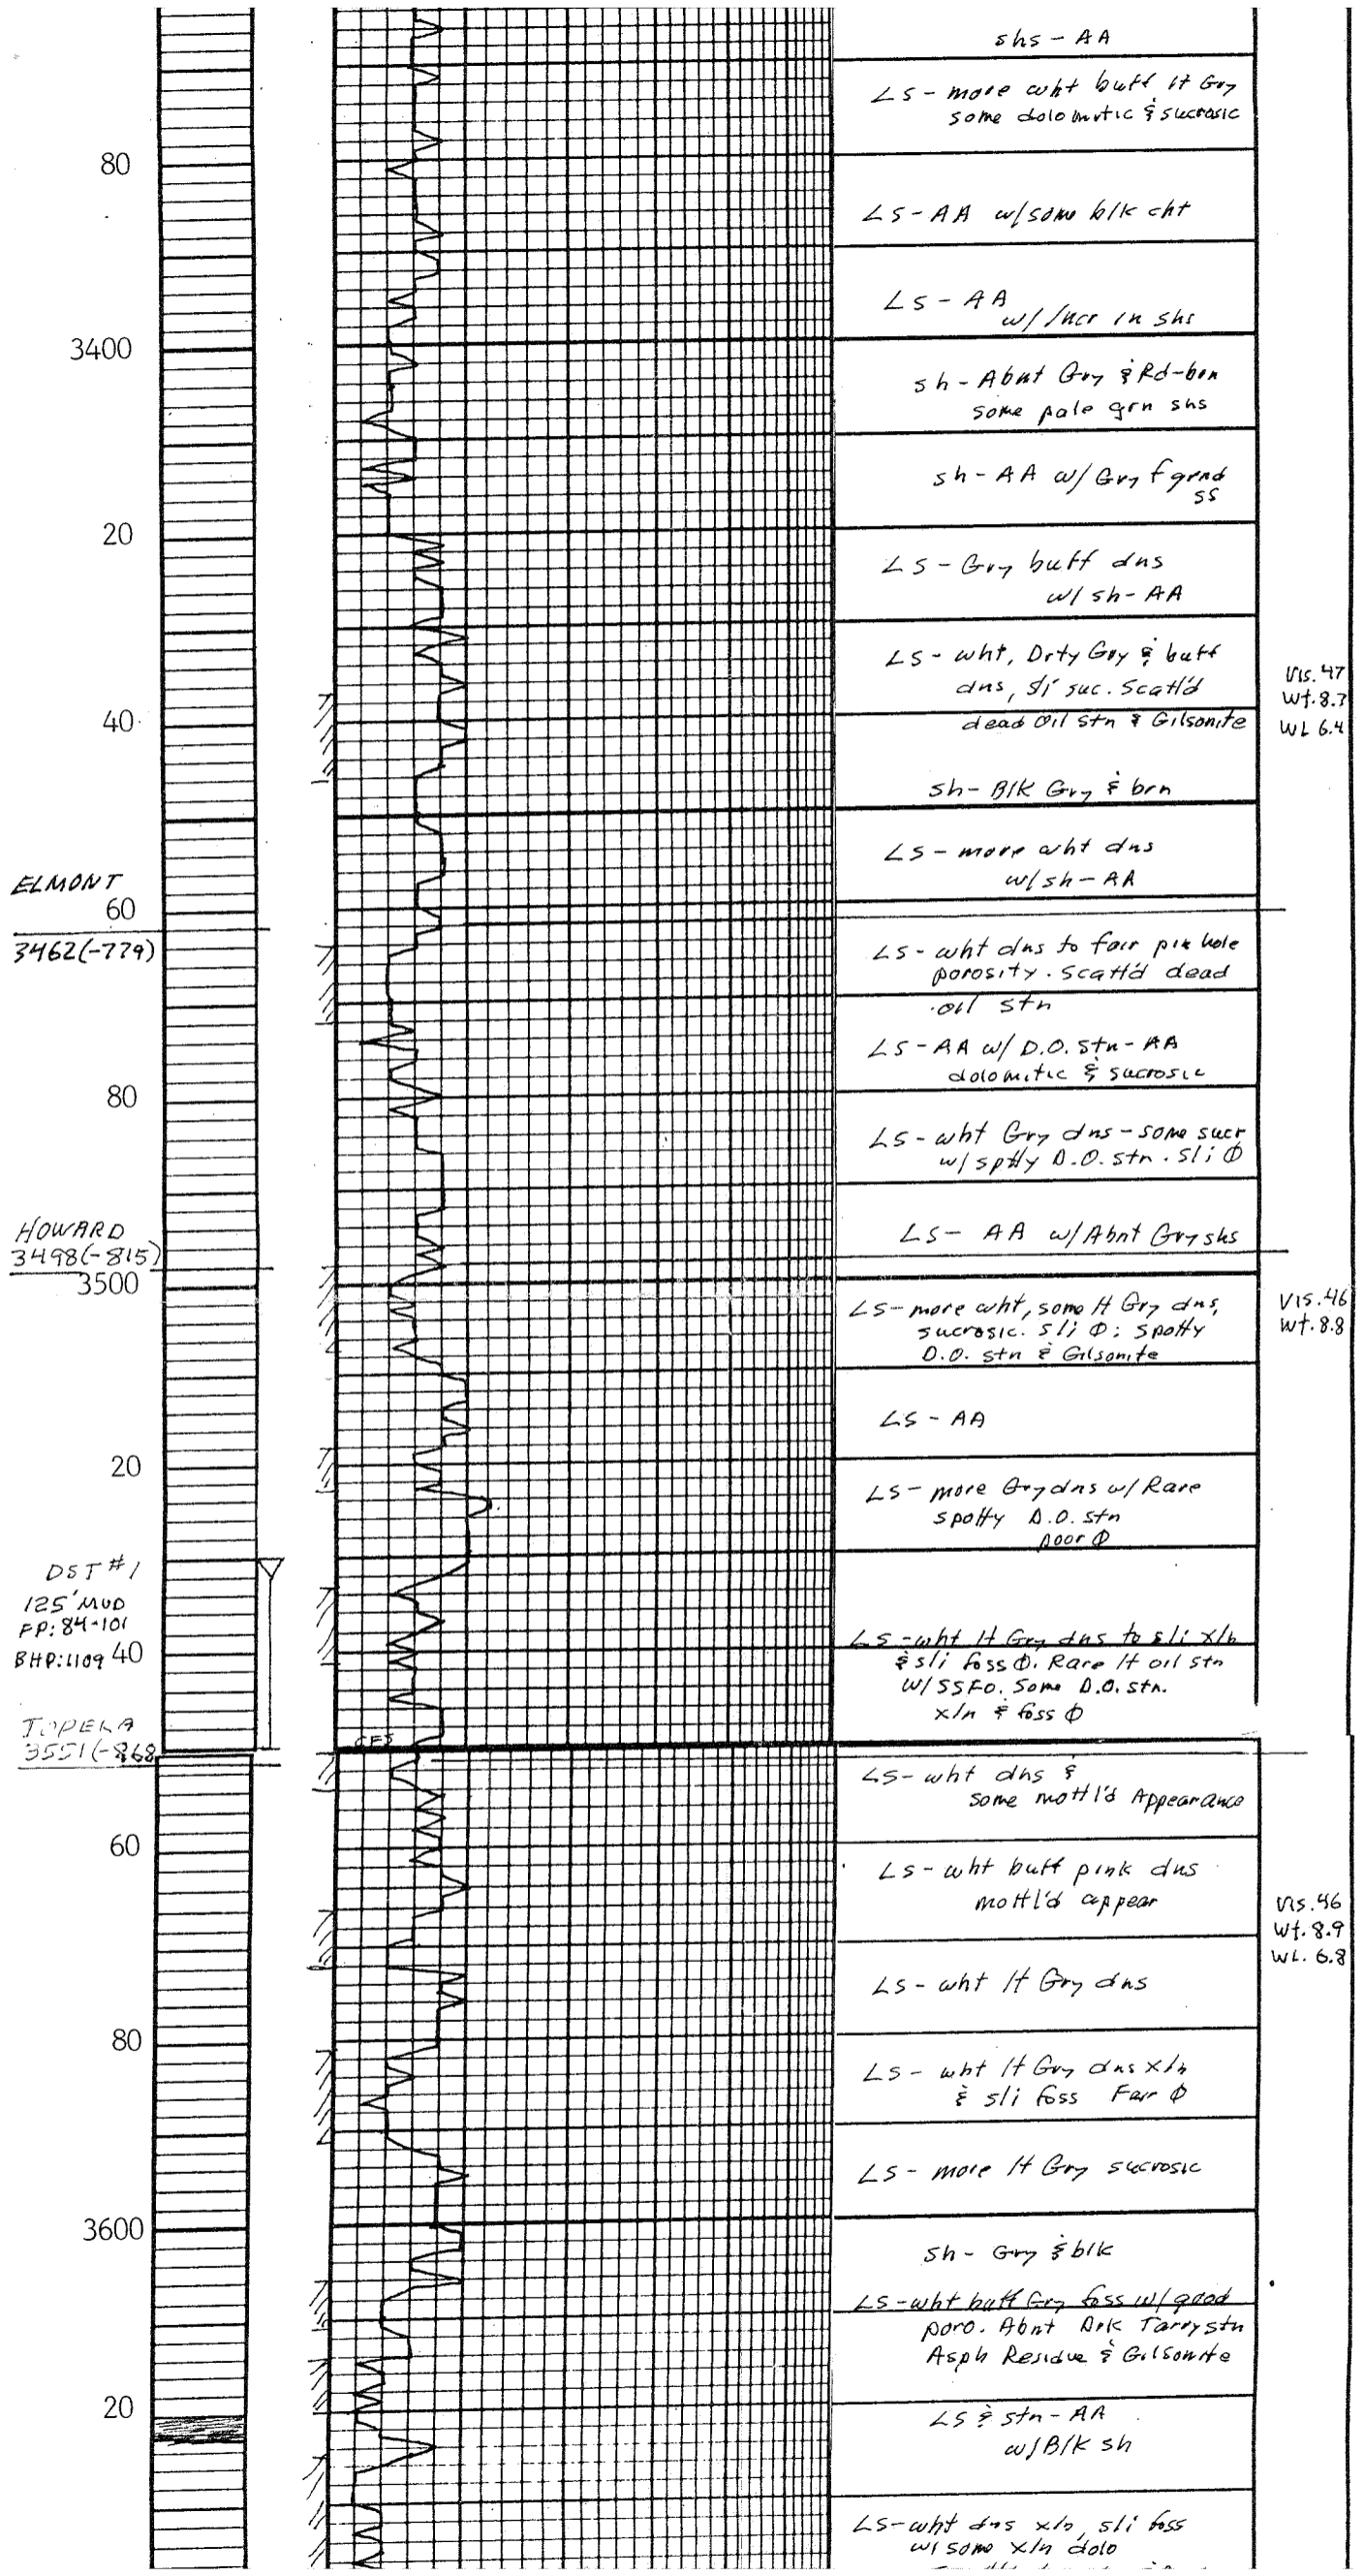 shs - AA
LS - more wht buff lt Gry
some dolomitic & sucrosic
80
LS - AA w/some blk cht
LS - AA
w/Incr in shs
3400
sh - Abnt Gry & Rd-brn
some pale grn shs
sh - AA w/ Gry f grnd
ss
20
LS - Gry buff dns
w/ sh - AA
LS - wht, Drty Gry & buff
dns, sli suc. Scatt'd
dead Oil stn & Gilsonite
Vis. 47
Wt. 8.7
WL 6.4
40
sh - Blk Gry & brn
LS - more wht dns
w/sh - AA
ELMONT
60
3462(-779)
LS - wht dns to fair pin hole
porosity. Scatt'd dead
oil stn
LS - AA w/ D.O. stn - AA
dolomitic & sucrosic
80
LS - wht Gry dns - some sucr
w/ sptty D.O. stn. sli Φ
LS - AA w/Abnt Gry shs
HOWARD
3498(-815)
3500
LS - more wht, some lt Gry dns,
sucrosic. sli Φ; Spotty
D.O. stn & Gilsonite
Vis. 46
Wt. 8.8
LS - AA
20
LS - more Gry dns w/ Rare
spotty D.O. stn
poor Φ
DST #1
125' MUD
FP: 84-101
BHP: 1109 40
LS - wht lt Gry dns to sli xln
& sli foss Φ. Rare lt oil stn
w/ SSFO. Some D.O. stn.
xln & foss Φ
TOPEKA
3551(-868
CFS
LS - wht dns &
some mottl'd Appearance
60
LS - wht buff pink dns
mottl'd appear
Vis. 46
Wt. 8.9
WL. 6.8
LS - wht lt Gry dns
80
LS - wht lt Gry dns xln
& sli foss Fair Φ
LS - more lt Gry sucrosic
3600
sh - Gry & blk
LS - wht buff Gry foss w/ good
poro. Abnt Drk Tarry stn
Asph Residue & Gilsonite
20
LS & stn - AA
w/ Blk sh
LS - wht dns xln, sli foss
w/ some xln dolo